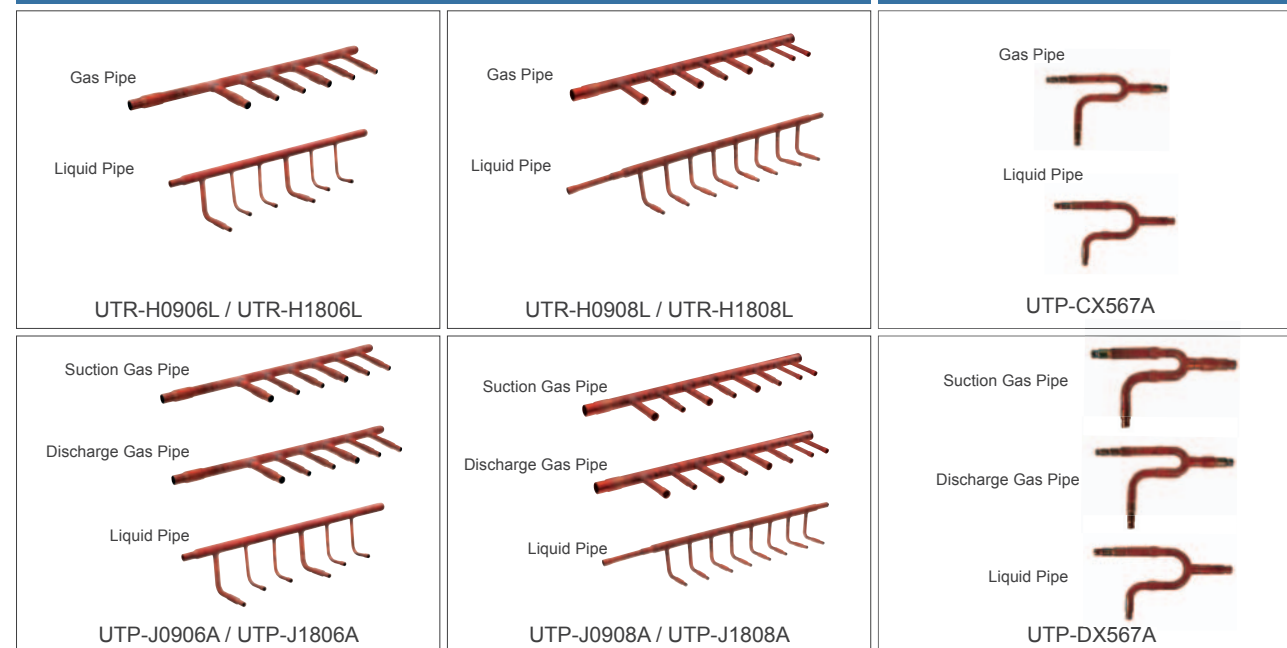 Gas Pipe
Liquid Pipe
UTR-H0906L / UTR-H1806L
Gas Pipe
Liquid Pipe
UTR-H0908L / UTR-H1808L
Gas Pipe
Liquid Pipe
UTP-CX567A
Suction Gas Pipe
Discharge Gas Pipe
Liquid Pipe
UTP-J0906A / UTP-J1806A
Suction Gas Pipe
Discharge Gas Pipe
Liquid Pipe
UTP-J0908A / UTP-J1808A
Suction Gas Pipe
Discharge Gas Pipe
Liquid Pipe
UTP-DX567A